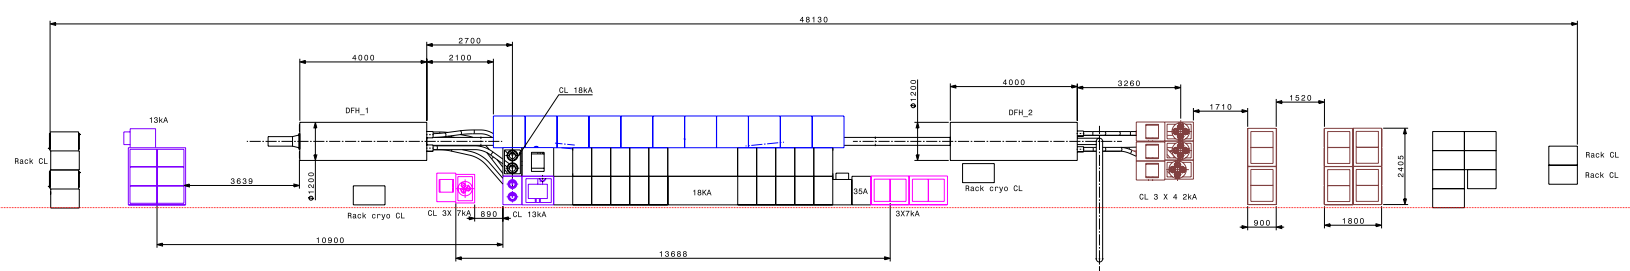 48130
2700
4000
2100
CL 18kA
DFH_1
13kA
Rack CL
3639
Φ1200
Rack cryo CL
CL 3X 7kA
890
CL 13kA
18KA
35A
3X7kA
10900
13688
Φ1200
4000
DFH_2
3260
1710
1520
Rack cryo CL
CL 3 X 4 2kA
2405
900
1800
Rack CL
Rack CL